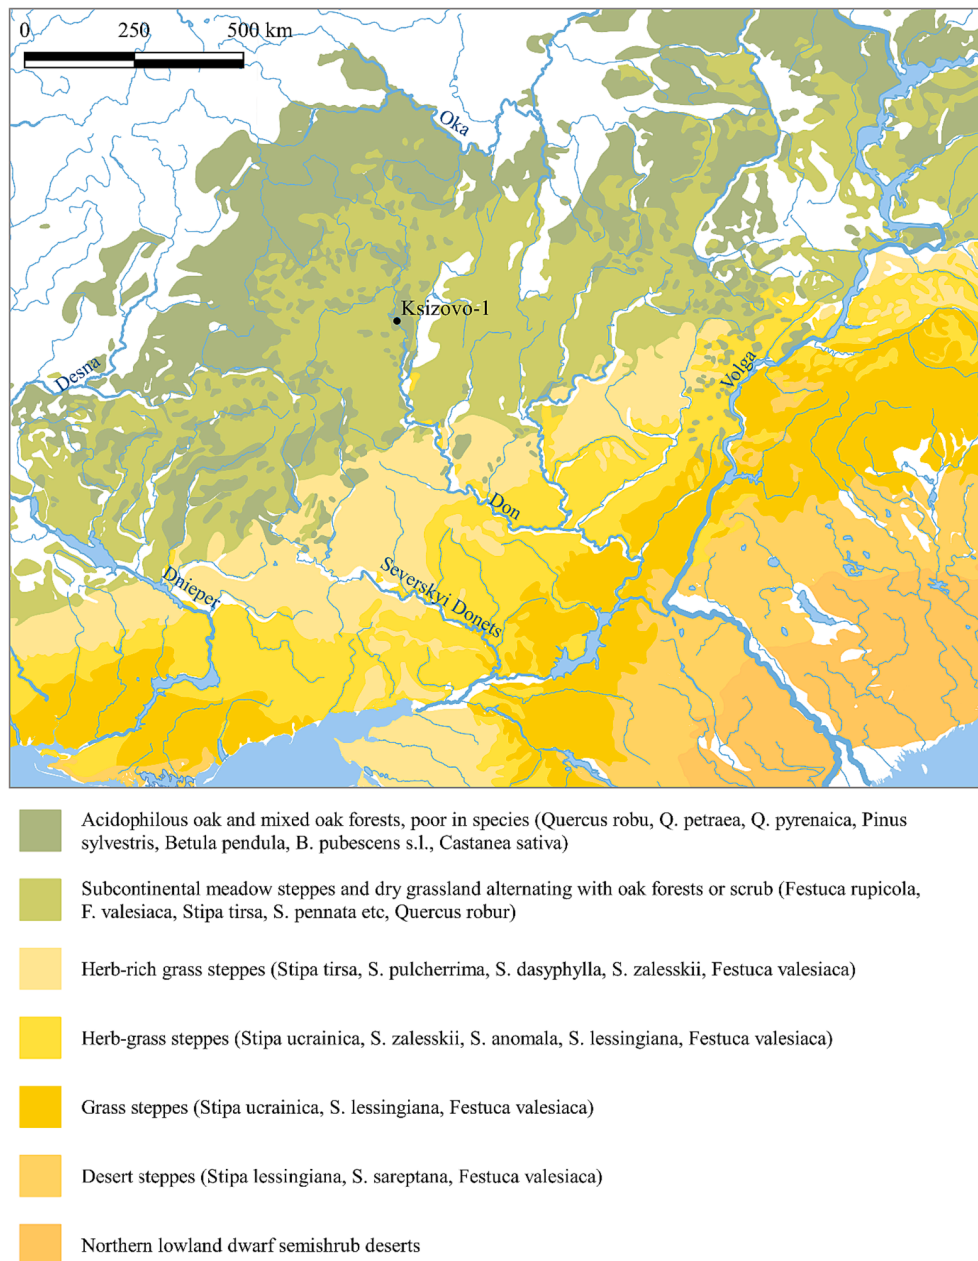 0 250 500 km
Oka
Ksizovo-1
Desna
Volga
Don
Dnieper
Severskyi Donets
Acidophilous oak and mixed oak forests, poor in species (Quercus robu, Q. petraea, Q. pyrenaica, Pinus
sylvestris, Betula pendula, B. pubescens s.l., Castanea sativa)
Subcontinental meadow steppes and dry grassland alternating with oak forests or scrub (Festuca rupicola,
F. valesiaca, Stipa tirsa, S. pennata etc, Quercus robur)
Herb-rich grass steppes (Stipa tirsa, S. pulcherrima, S. dasyphylla, S. zalesskii, Festuca valesiaca)
Herb-grass steppes (Stipa ucrainica, S. zalesskii, S. anomala, S. lessingiana, Festuca valesiaca)
Grass steppes (Stipa ucrainica, S. lessingiana, Festuca valesiaca)
Desert steppes (Stipa lessingiana, S. sareptana, Festuca valesiaca)
Northern lowland dwarf semishrub deserts